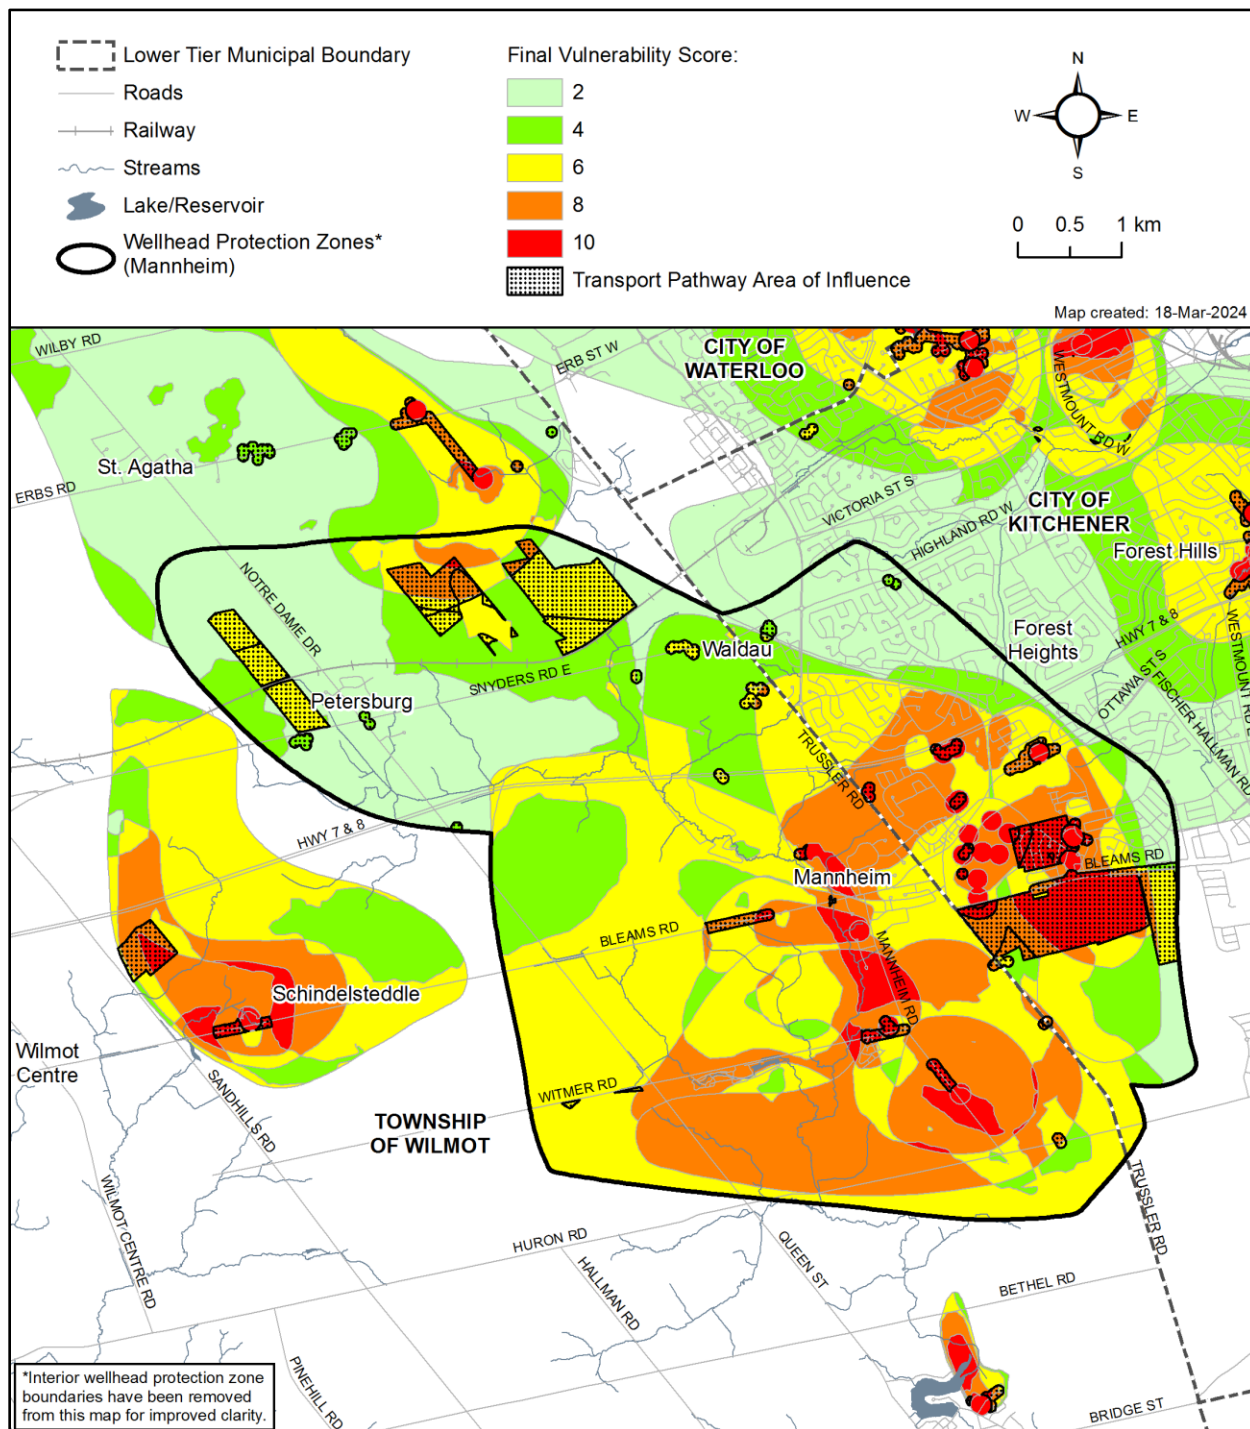 Lower Tier Municipal Boundary
Roads
Railway
Streams
Lake/Reservoir
Wellhead Protection Zones*
(Mannheim)
Final Vulnerability Score:
2
4
6
8
10
Transport Pathway Area of Influence
N
W
E
S
0 0.5 1 km
Map created: 18-Mar-2024
WILBY RD
ERB ST W
CITY OF
WATERLOO
WESTMOUNT RD W
St. Agatha
ERBS RD
VICTORIA ST S
HIGHLAND RD W
CITY OF
KITCHENER
Forest Hills
NOTRE DAME DR
HWY 7 & 8
WESTMOUNT RD E
Forest
Heights
Waldau
SNYDERS RD E
Petersburg
OTTAWA ST S
FISCHER HALLMAN RD
TRUSSLER RD
HWY 7 & 8
BLEAMS RD
Mannheim
BLEAMS RD
MANNHEIM RD
Schindelsteddle
Wilmot
Centre
SANDHILLS RD
WITMER RD
TOWNSHIP
OF WILMOT
WILMOT CENTRE RD
TRUSSLER RD
HURON RD
HALLMAN RD
QUEEN ST
BETHEL RD
PINEHILL RD
BRIDGE ST
*Interior wellhead protection zone
boundaries have been removed
from this map for improved clarity.